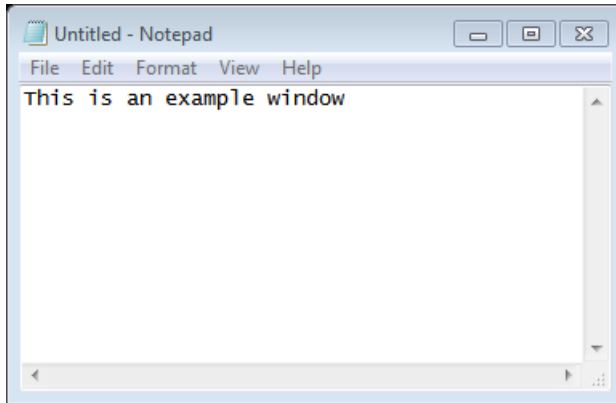 Untitled - Notepad
File Edit Format View Help
This is an example window